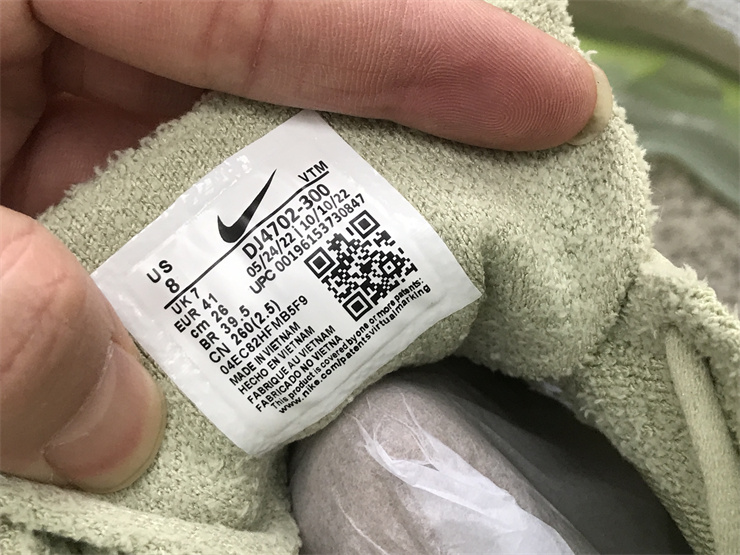 US
8
VTM
UK 7
DJ4702-300
EUR 41
05/24/22 | 10/10/22
cm 26
UPC 00196153730847
BR 39.5
CN 260(2.5)
04EC82HFMB5F9
MADE IN VIETNAM
HECHO EN VIETNAM
FABRIQUE AU VIETNAM
FABRICADO NO VIETNA
This product is covered by one or more patents:
www.nike.com/patentsvirtualmarking